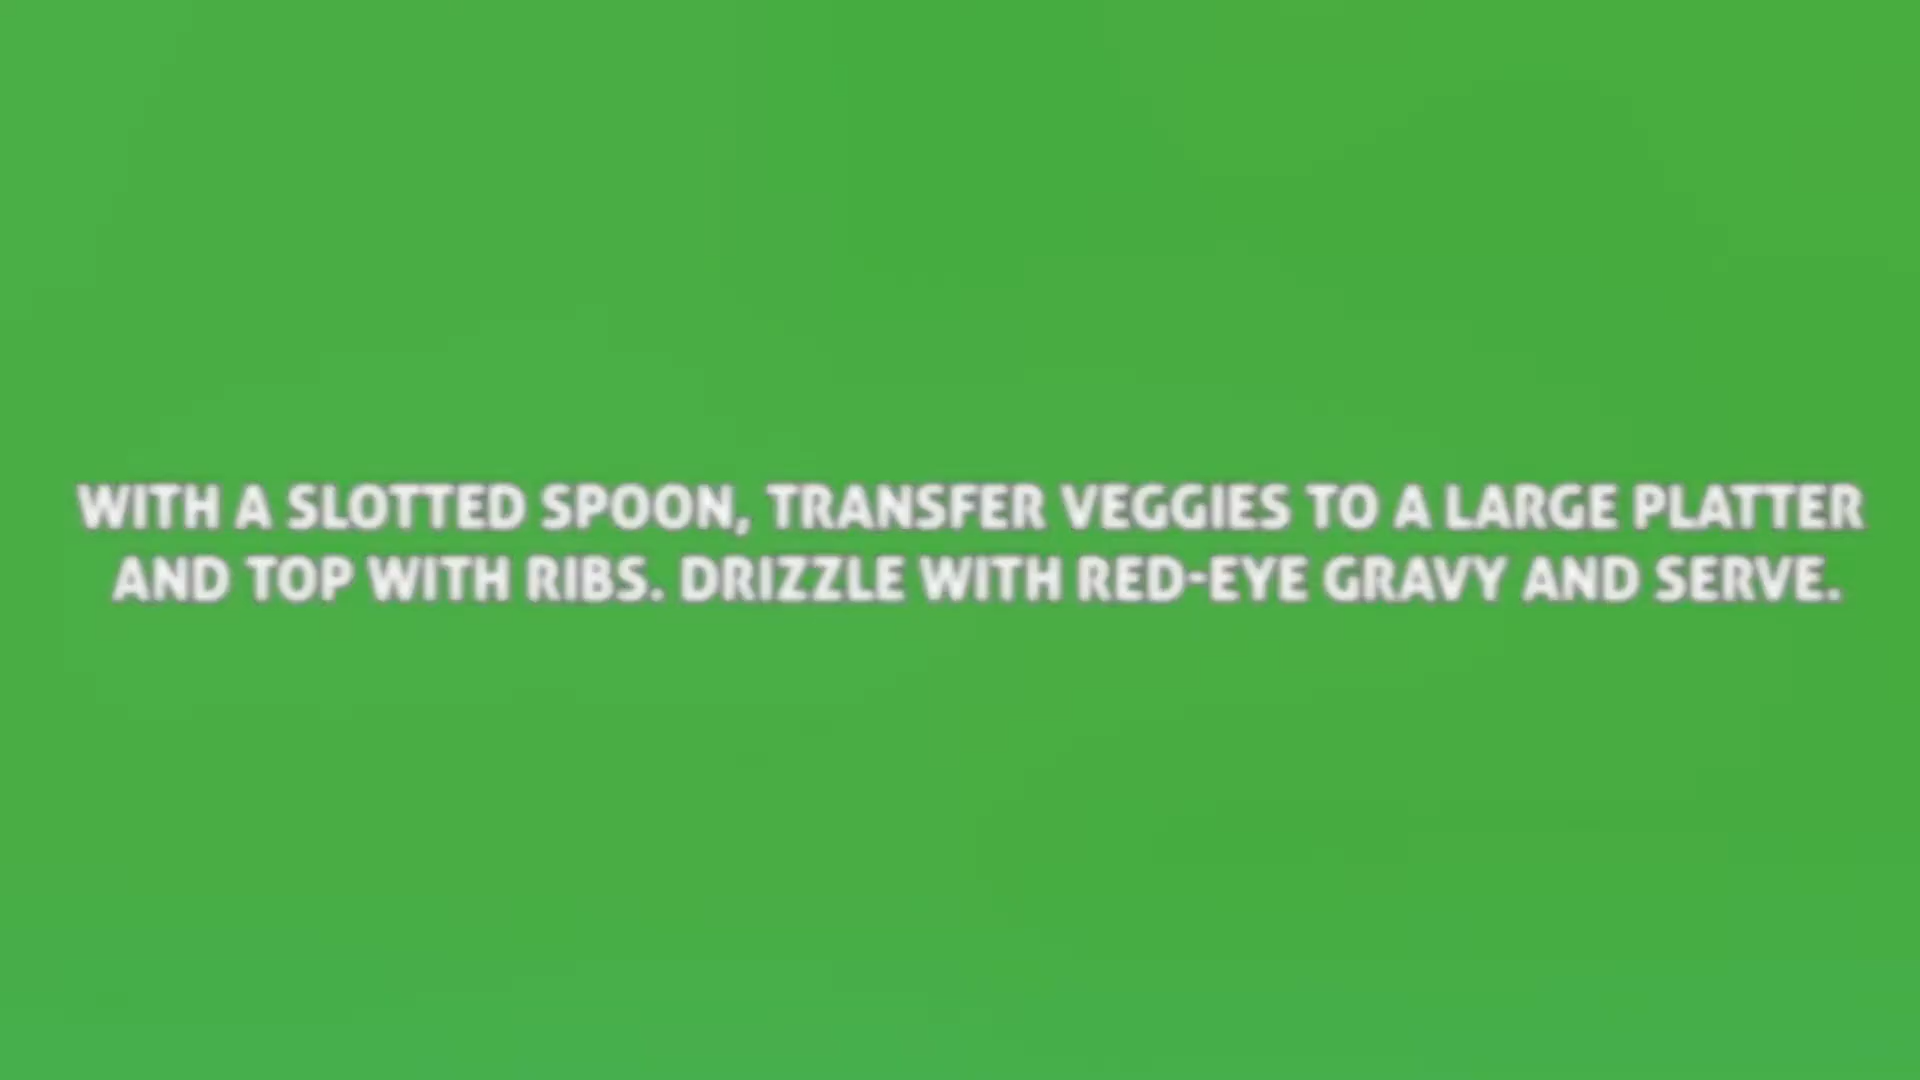 WITH A SLOTTED SPOON, TRANSFER VEGGIES TO A LARGE PLATTER
AND TOP WITH RIBS. DRIZZLE WITH RED-EYE GRAVY AND SERVE.